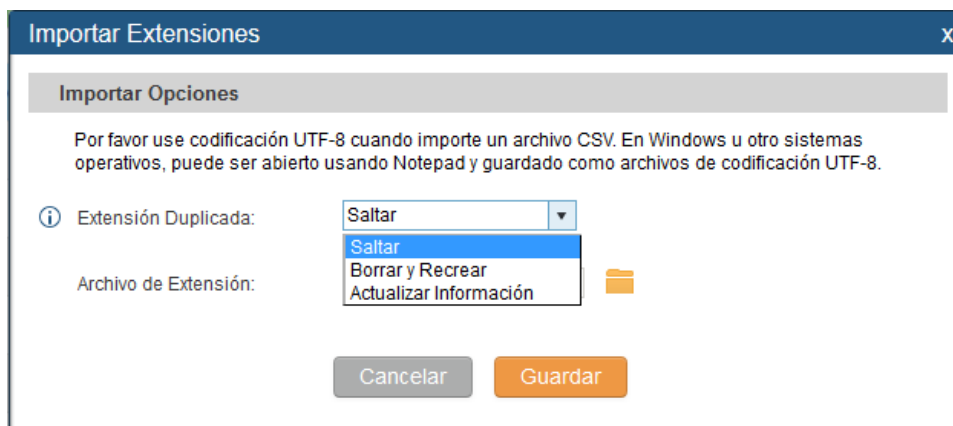 Importar Extensiones x
Importar Opciones
Por favor use codificación UTF-8 cuando importe un archivo CSV. En Windows u otro sistemas
operativos, puede ser abierto usando Notepad y guardado como archivos de codificación UTF-8.
Extensión Duplicada: Saltar
Saltar
Borrar y Recrear
Archivo de Extensión:
Actualizar Información
Cancelar Guardar